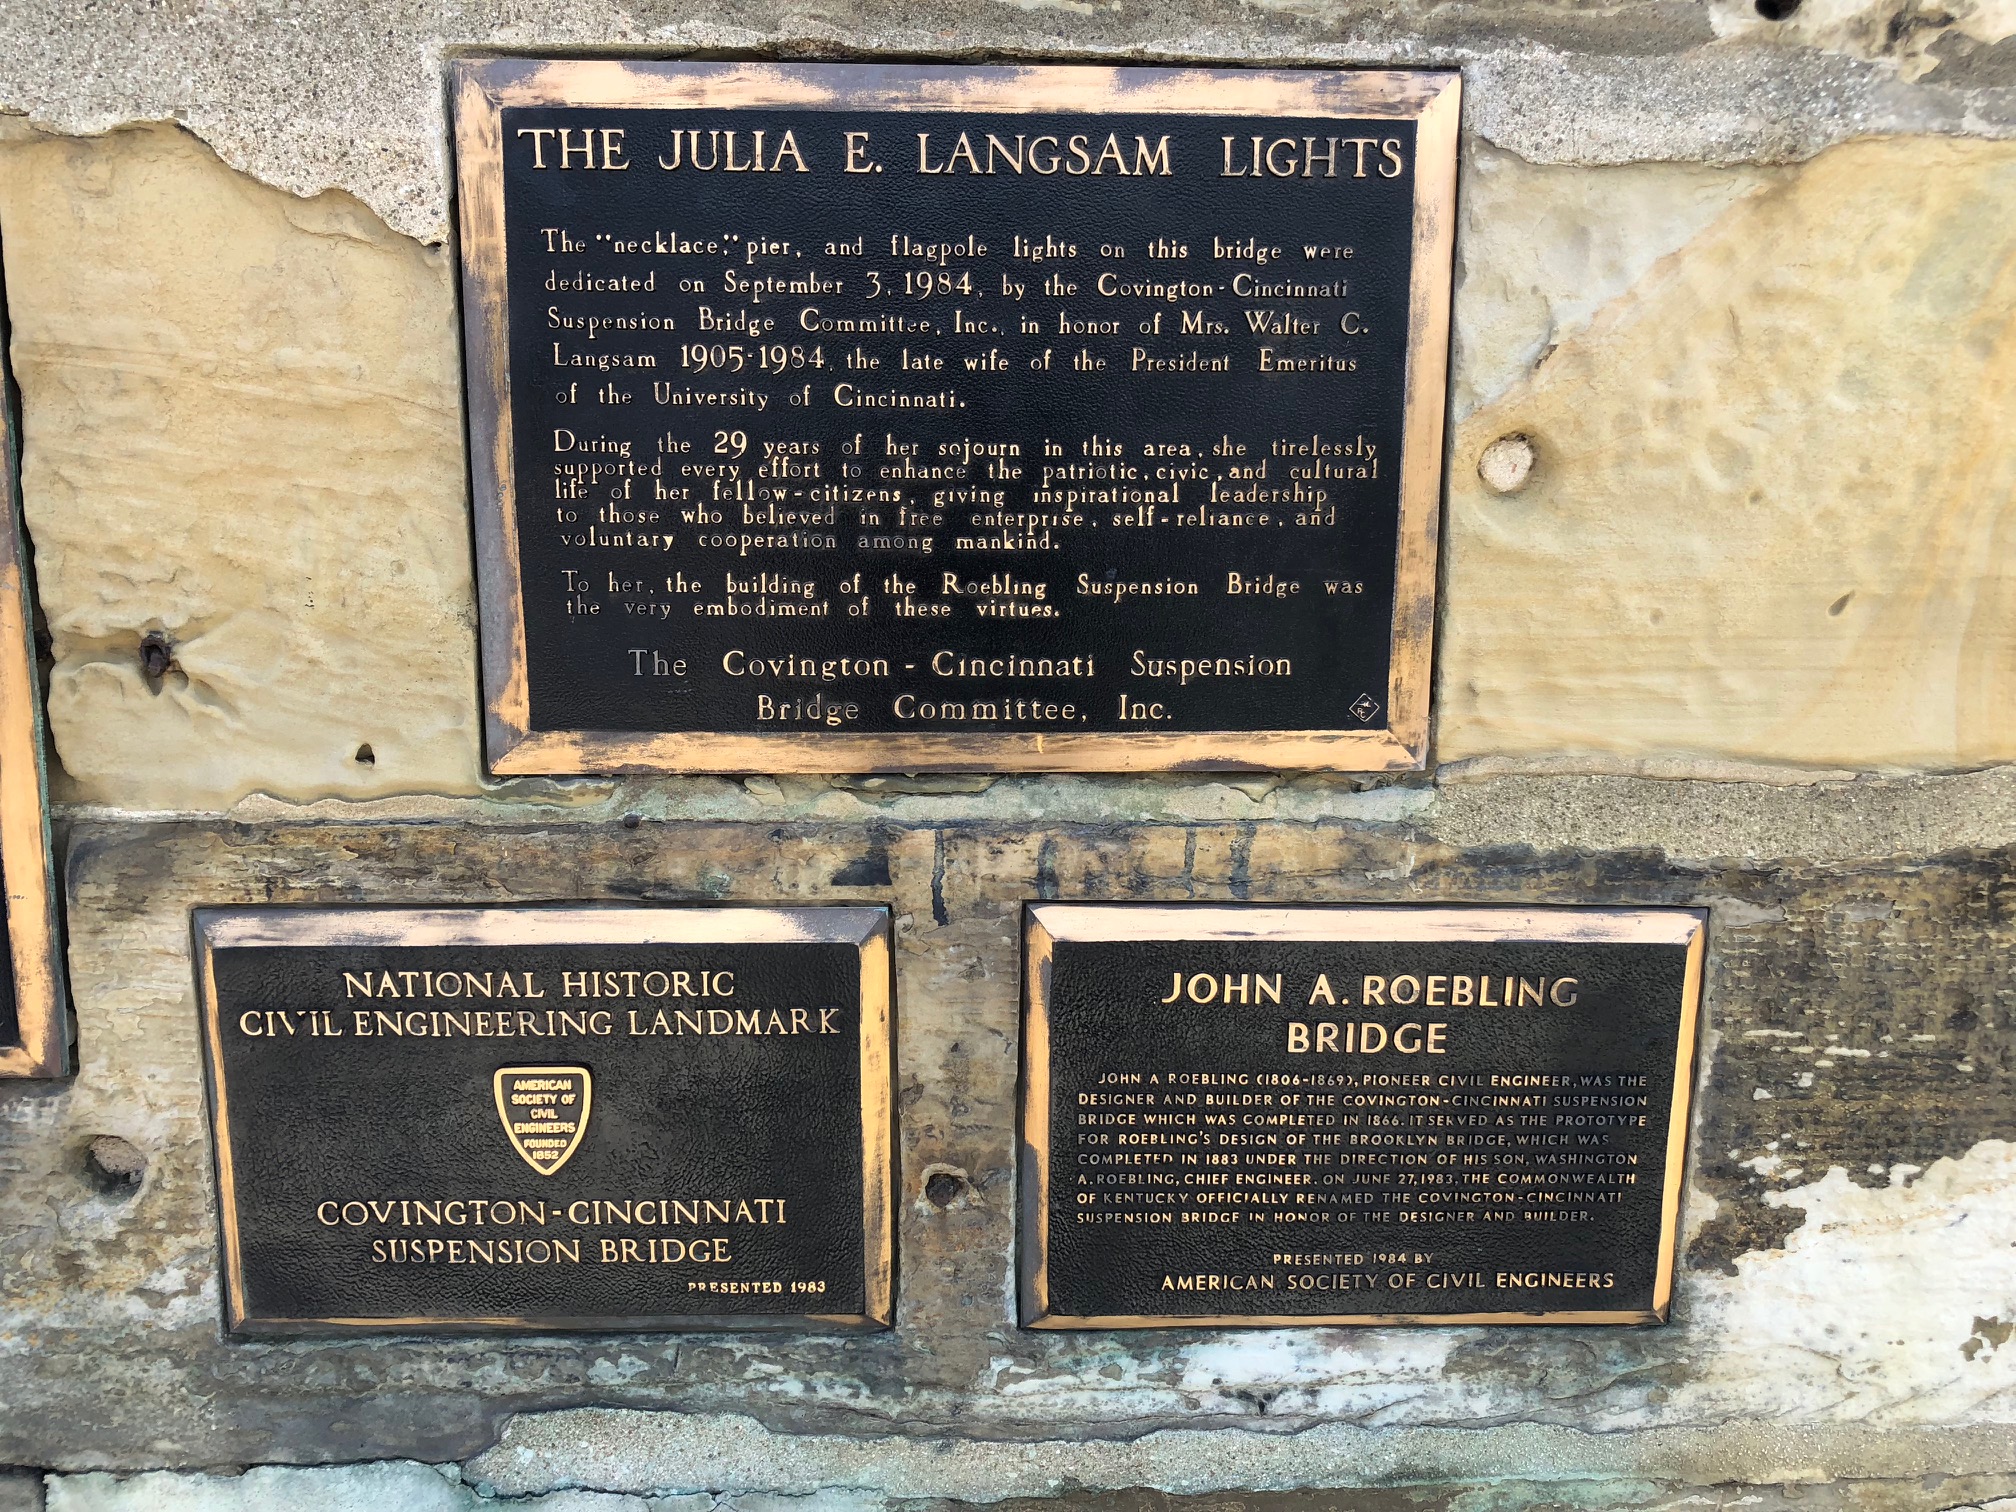 THE JULIA E. LANGSAM LIGHTS
The "necklace," pier, and flagpole lights on this bridge were
dedicated on September 3, 1984, by the Covington-Cincinnati
Suspension Bridge Committee, Inc., in honor of Mrs. Walter C.
Langsam 1905-1984, the late wife of the President Emeritus
of the University of Cincinnati.
During the 29 years of her sojourn in this area, she tirelessly
supported every effort to enhance the patriotic, civic, and cultural
life of her fellow-citizens, giving inspirational leadership
to those who believed in free enterprise, self-reliance, and
voluntary cooperation among mankind.
To her, the building of the Roebling Suspension Bridge was
the very embodiment of these virtues.
The Covington-Cincinnati Suspension
Bridge Committee, Inc.
NATIONAL HISTORIC
CIVIL ENGINEERING LANDMARK
AMERICAN
SOCIETY OF
CIVIL
ENGINEERS
FOUNDED
1852
COVINGTON-CINCINNATI
SUSPENSION BRIDGE
PRESENTED 1983
JOHN A. ROEBLING
BRIDGE
JOHN A ROEBLING (1806-1869), PIONEER CIVIL ENGINEER, WAS THE
DESIGNER AND BUILDER OF THE COVINGTON-CINCINNATI SUSPENSION
BRIDGE WHICH WAS COMPLETED IN 1866. IT SERVED AS THE PROTOTYPE
FOR ROEBLING'S DESIGN OF THE BROOKLYN BRIDGE, WHICH WAS
COMPLETED IN 1883 UNDER THE DIRECTION OF HIS SON, WASHINGTON
A. ROEBLING, CHIEF ENGINEER. ON JUNE 27, 1983, THE COMMONWEALTH
OF KENTUCKY OFFICIALLY RENAMED THE COVINGTON-CINCINNATI
SUSPENSION BRIDGE IN HONOR OF THE DESIGNER AND BUILDER.
PRESENTED 1984 BY
AMERICAN SOCIETY OF CIVIL ENGINEERS